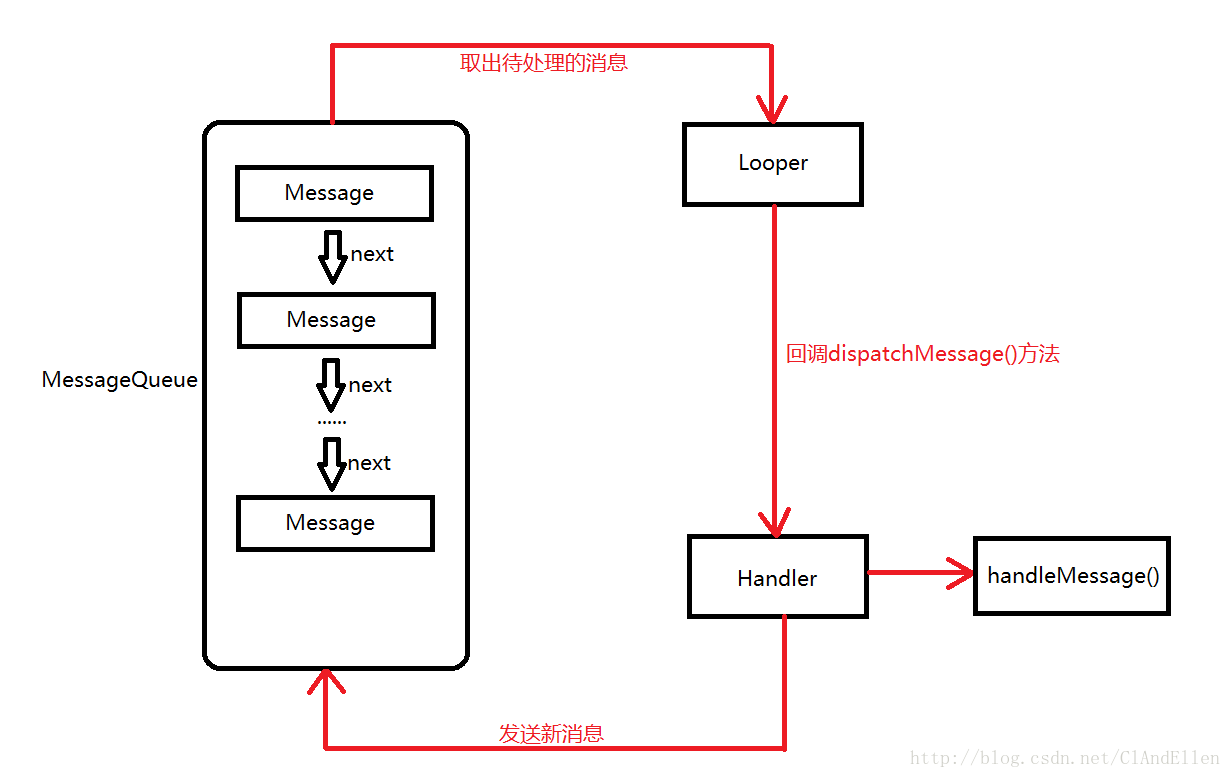 取出待处理的消息
Looper
Message
next
Message
MessageQueue
next
......
next
Message
回调dispatchMessage()方法
Handler
handleMessage()
发送新消息
http://blog.csdn.net/ClAndEllen